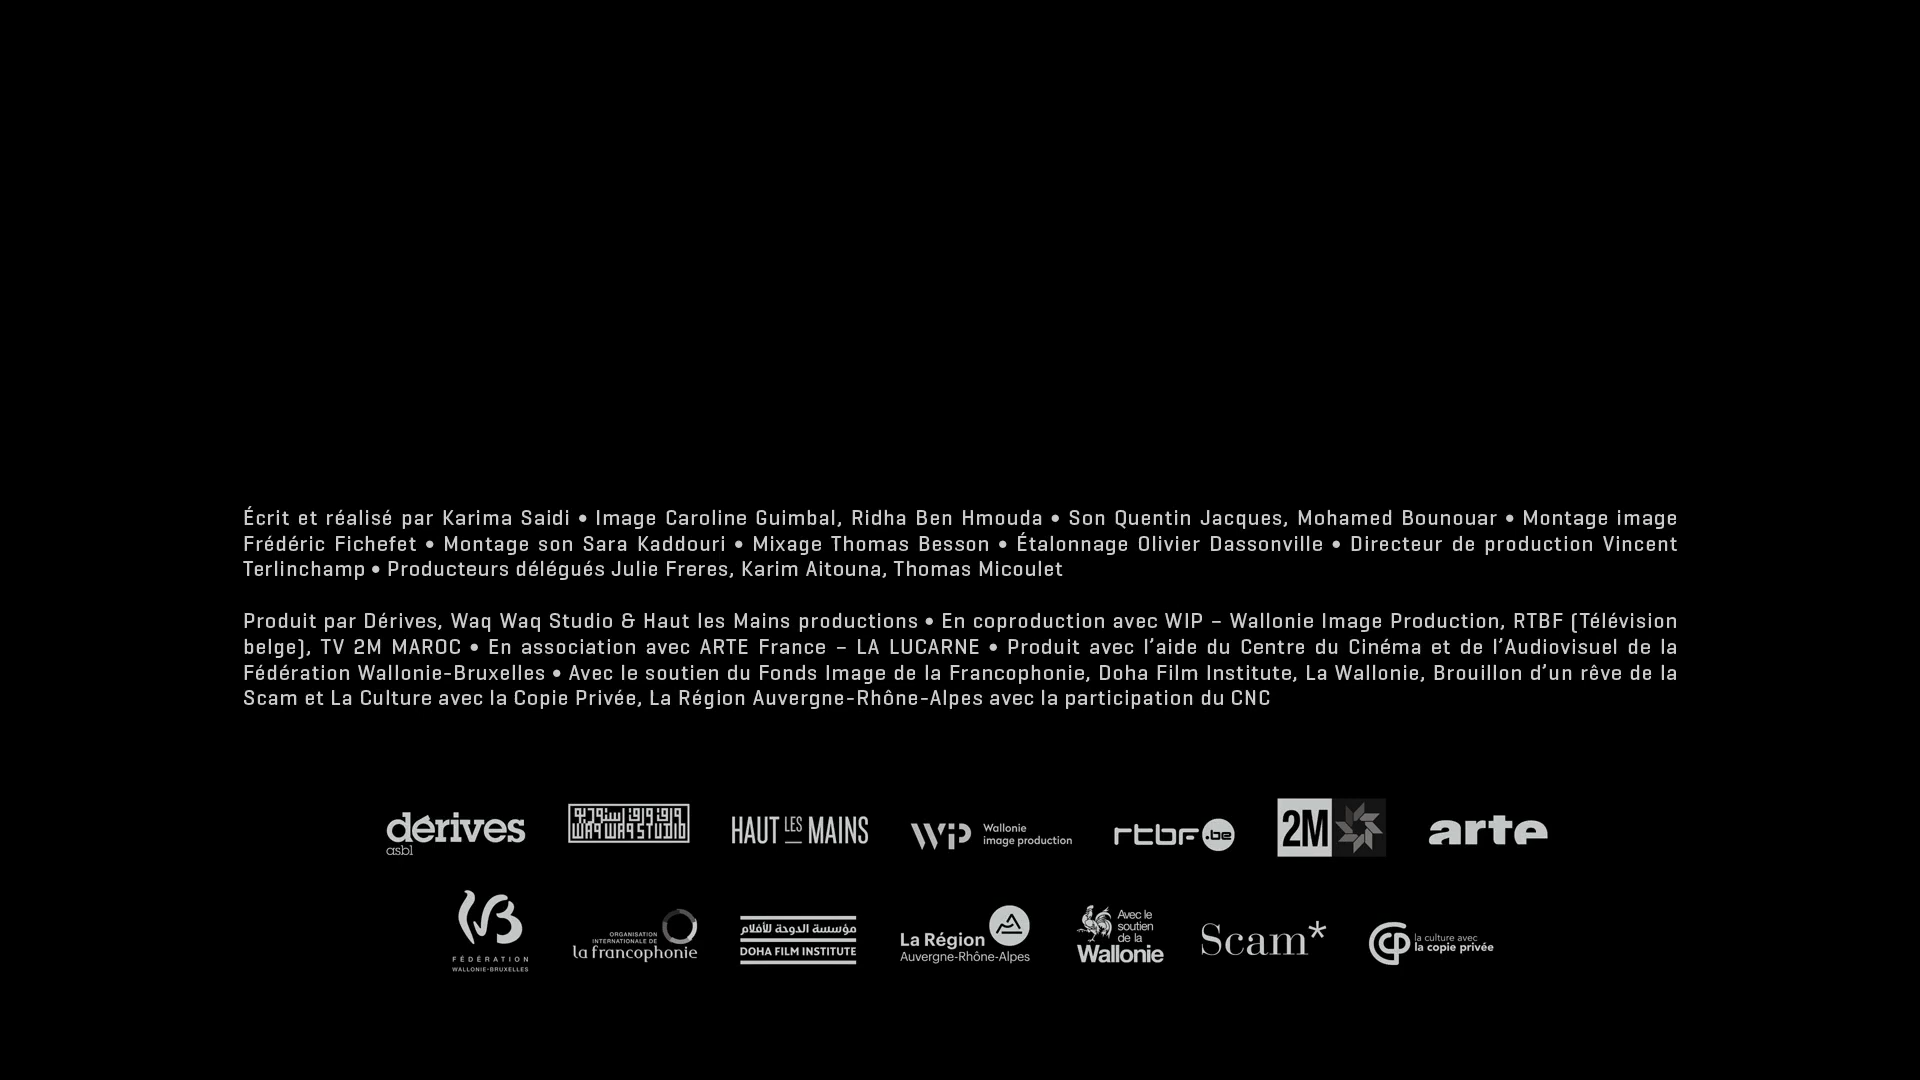 Écrit et réalisé par Karima Saidi • Image Caroline Guimbal, Ridha Ben Hmouda • Son Quentin Jacques, Mohamed Bounouar • Montage image
Frédéric Fichefet • Montage son Sara Kaddouri • Mixage Thomas Besson • Étalonnage Olivier Dassonville • Directeur de production Vincent
Terlinchamp • Producteurs délégués Julie Freres, Karim Aitouna, Thomas Micoulet
Produit par Dérives, Waq Waq Studio & Haut les Mains productions • En coproduction avec WIP – Wallonie Image Production, RTBF (Télévision
belge), TV 2M MAROC • En association avec ARTE France – LA LUCARNE • Produit avec l’aide du Centre du Cinéma et de l’Audiovisuel de la
Fédération Wallonie-Bruxelles • Avec le soutien du Fonds Image de la Francophonie, Doha Film Institute, La Wallonie, Brouillon d’un rêve de la
Scam et La Culture avec la Copie Privée, La Région Auvergne-Rhône-Alpes avec la participation du CNC
dérives
asbl
واق واق استوديو
WAQ WAQ STUDIO
HAUT LES MAINS
WIP
Wallonie
image production
rtbf.be
2M
arte
FÉDÉRATION
WALLONIE-BRUXELLES
ORGANISATION
INTERNATIONALE DE
la francophonie
مؤسسة الدوحة للأفلام
DOHA FILM INSTITUTE
La Région
Auvergne-Rhône-Alpes
Avec le
soutien
de la
Wallonie
Scam*
la culture avec
la copie privée